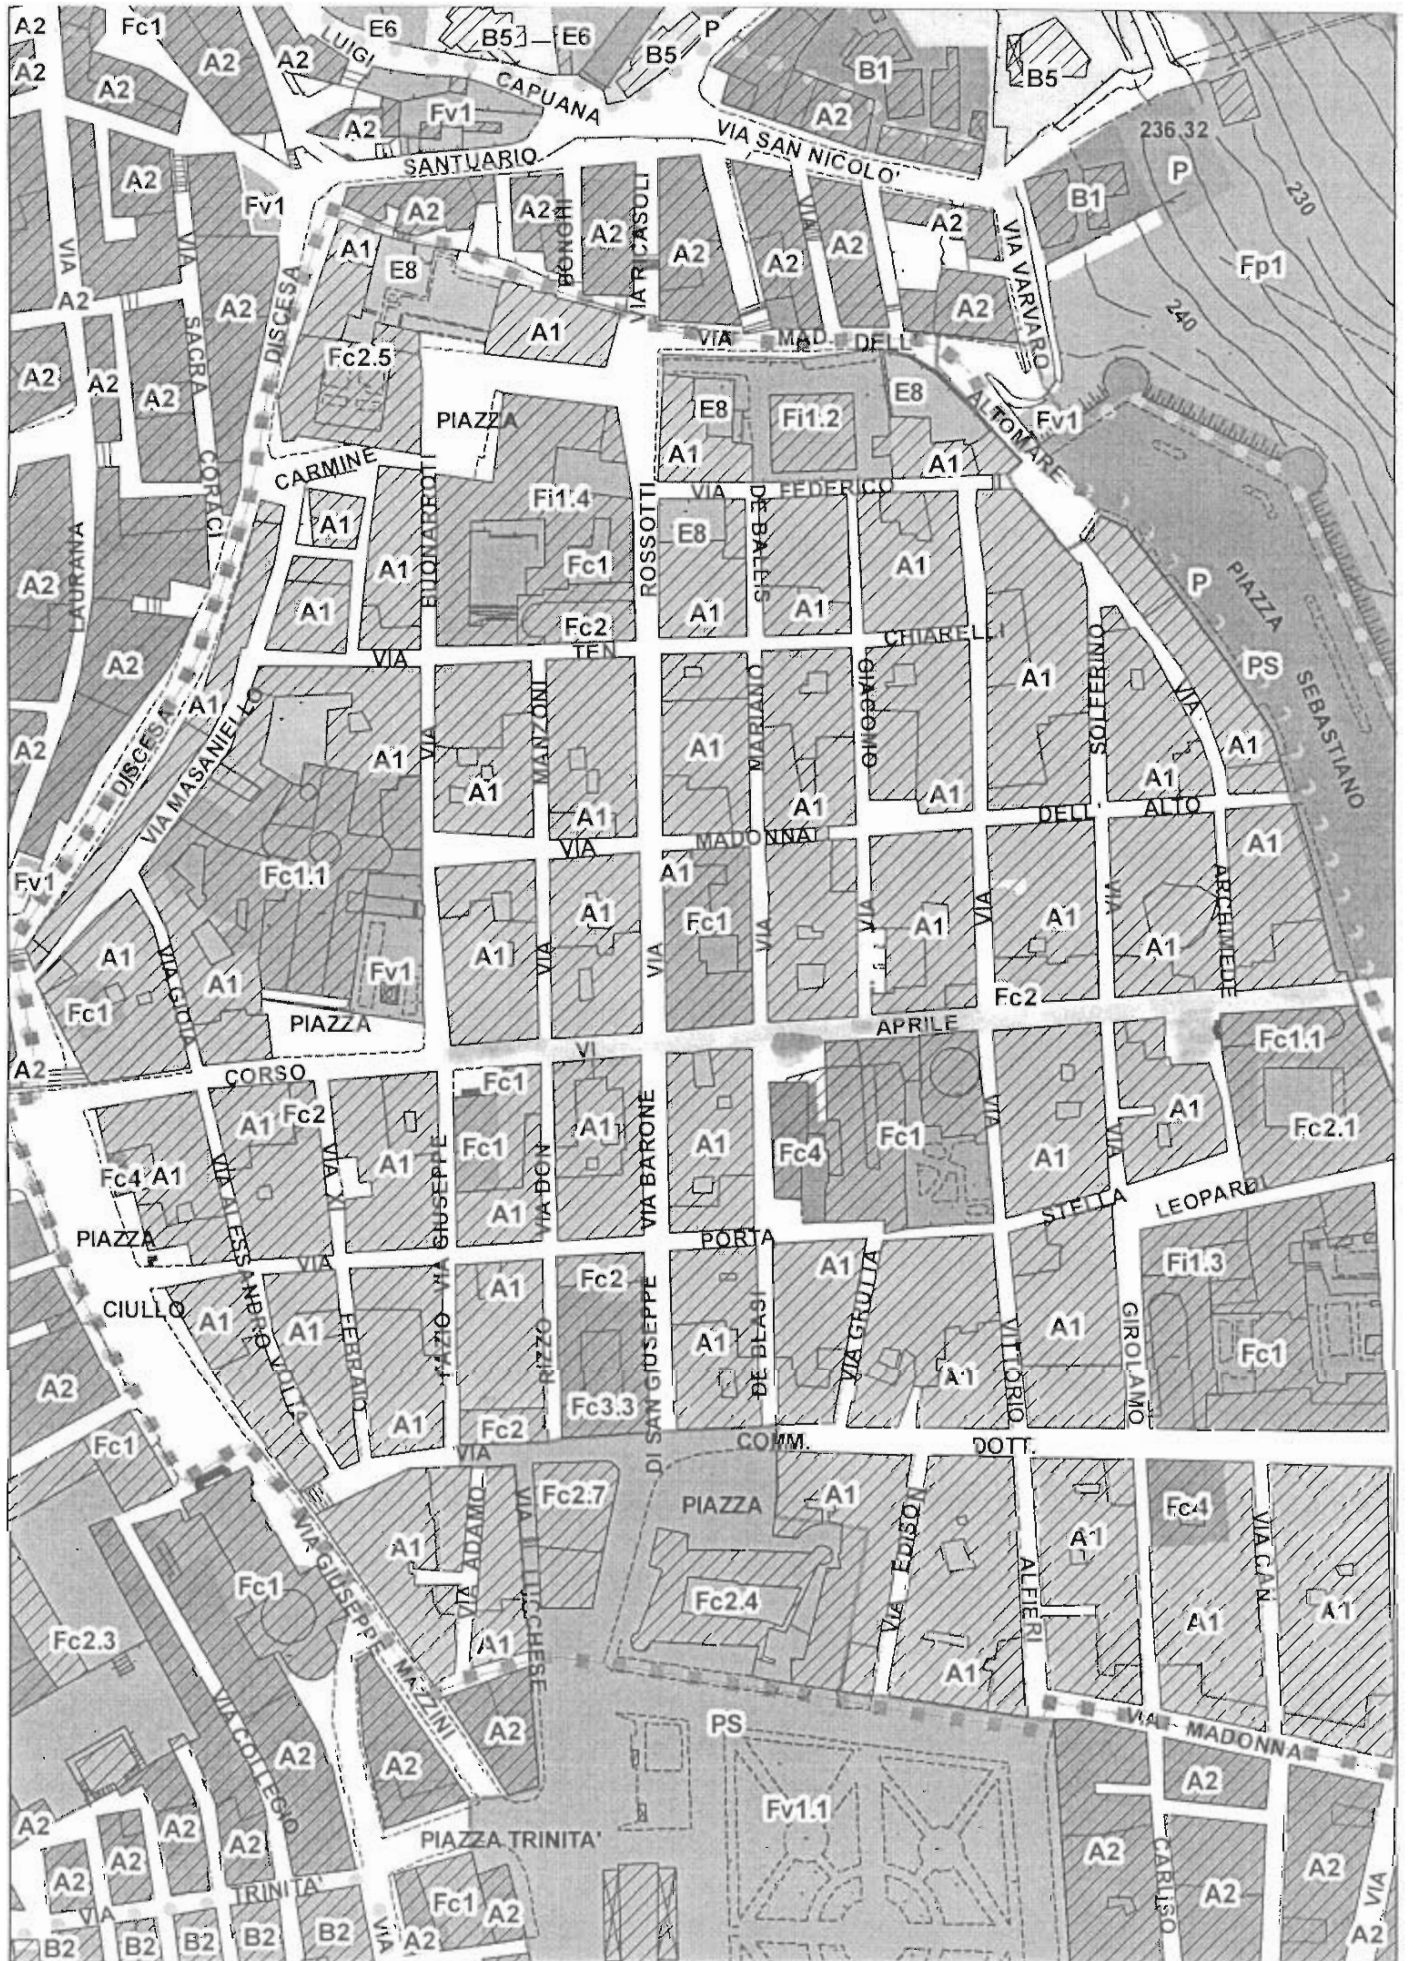 A2 Fc1 A2 A2 LUIGI E6 B5 E6 B5 P B1 B5
A2 A2 CAPUANA
A2 Fv1 A2 236.32
SANTUARIO VIA SAN NICOLO'
A2 Fv1 A2 A2 P B1
VIA VIA A1 E8 BONGHI A2 VIA RICASOLI A2 VIA A2 A2 VIA VARVARO 230
A2 A2 A2 Fp1
SACRA DISCESA A1 A2 240
Fc2.5 VIA MAD. DELL'
A2 A2 A2 E8 Fi1.2 E8 ALTOMARE Fv1
PIAZZA
CARMINE A1 A1
CORACI VIA FEDERICO
A1 Fi1.4 DE BALLIS
A2 LAURANA A1 BUONARROTI Fc1 ROSSOTTI E8 A1 P PIAZZA
A1 Fc2 A1 A1
VIA TEN CHIARELLI
A2 A1 SOLFERINO PS SEBASTIANO
A1 MANZONI MARIANO GIACOMO A1 VIA
A2 DISCESA VIA MASANIELLO A1 VIA A1 A1 A1
A1 A1 A1 A1
VIA MADONNA DELL' ALTO
Fv1 Fc1.1 A1 A1
Fc1 VIA VIA VIA ARCHIMEDE
A1 VIA GIOIA A1 A1 A1 A1 A1 A1
Fc1 Fv1 VIA VIA VIA
PIAZZA Fc2
APRILE
VI Fc1.1
A2 CORSO Fc1
A1 Fc2 A1 Fc1 A1 A1 Fc4 Fc1 VIA A1 VIA A1 Fc2.1
Fc4 A1 VIA ALESSANDRO VOLTA VIA XI VIA GIUSEPPE VIA DON VIA BARONE
A1 STELLA LEOPARDI
PIAZZA VIA PORTA
A1 Fc2 A1 Fi1.3
CIULLO A1 A1 FEBRAIO FAZIO RIZZO DI SAN GIUSEPPE A1 DE BLASI VIA GRUTTA VITTORIO A1 GIROLAMO
A2 A1 Fc1
Fc1 A1 Fc2 Fc3.3
VIA COMM. DOTT.
Fc2.7 PIAZZA A1 Fc4
A1 VIA ADAMO VIA LUCCHESE VIA EDISON A1 VIA CAN.
Fc1 VIA GIUSEPPE MAZZINI Fc2.4 ALFIERI A1 A1
Fc2.3 A1 A1
VIA COLLEGIO A2 PS VIA MADONNA
A2 A2 A2
Fv1.1
A2 A2 A2 PIAZZA TRINITA' A2 CARUSO A2
A2 A2 TRINITA' Fc1 A2 A2 VIA
VIA
B2 B2 B2 B2 B2 VIA A2 A2